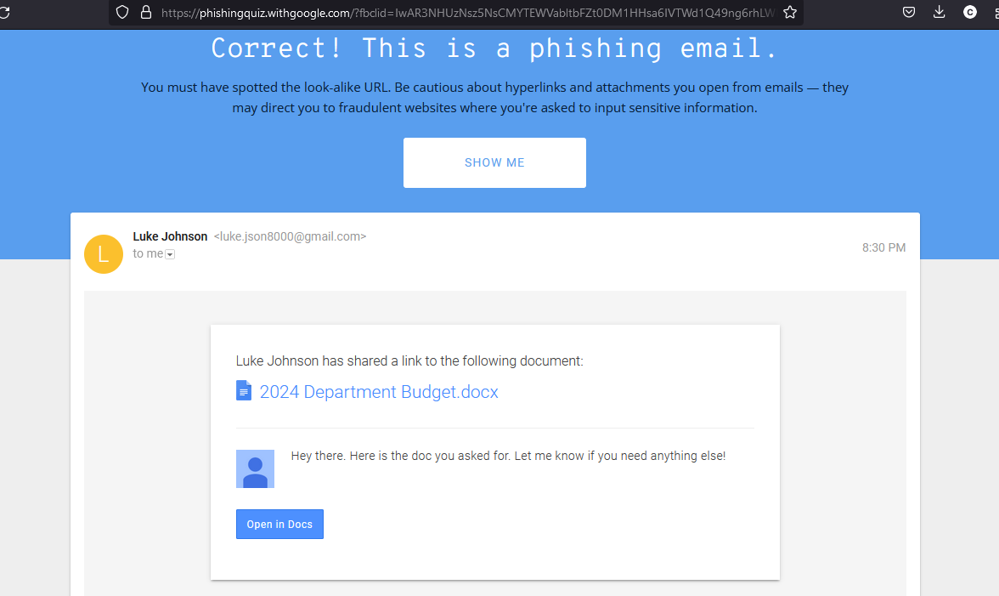 https://phishingquiz.withgoogle.com/?fbclid=IwAR3NHUzNsz5NsCMYTEWVabltbFZt0DM1HHsa6IVTWd1Q49ng6rhLW
C
Correct! This is a phishing email.
You must have spotted the look-alike URL. Be cautious about hyperlinks and attachments you open from emails — they
may direct you to fraudulent websites where you're asked to input sensitive information.
SHOW ME
L
Luke Johnson <luke.json8000@gmail.com>
to me
8:30 PM
Luke Johnson has shared a link to the following document:
2024 Department Budget.docx
Hey there. Here is the doc you asked for. Let me know if you need anything else!
Open in Docs